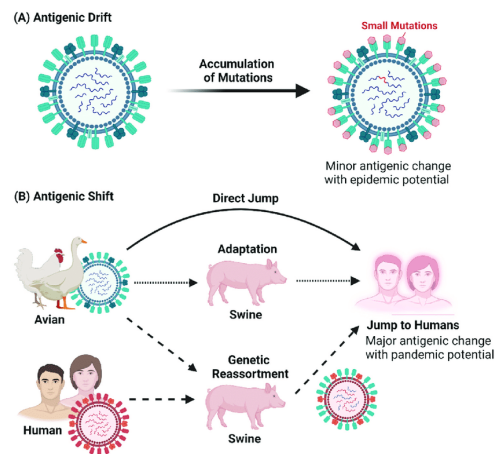 (A) Antigenic Drift
Small Mutations
Accumulation
of Mutations
Minor antigenic change
with epidemic potential
(B) Antigenic Shift
Direct Jump
Adaptation
Avian
Swine
Jump to Humans
Major antigenic change
with pandemic potential
Genetic
Reassortment
Human
Swine